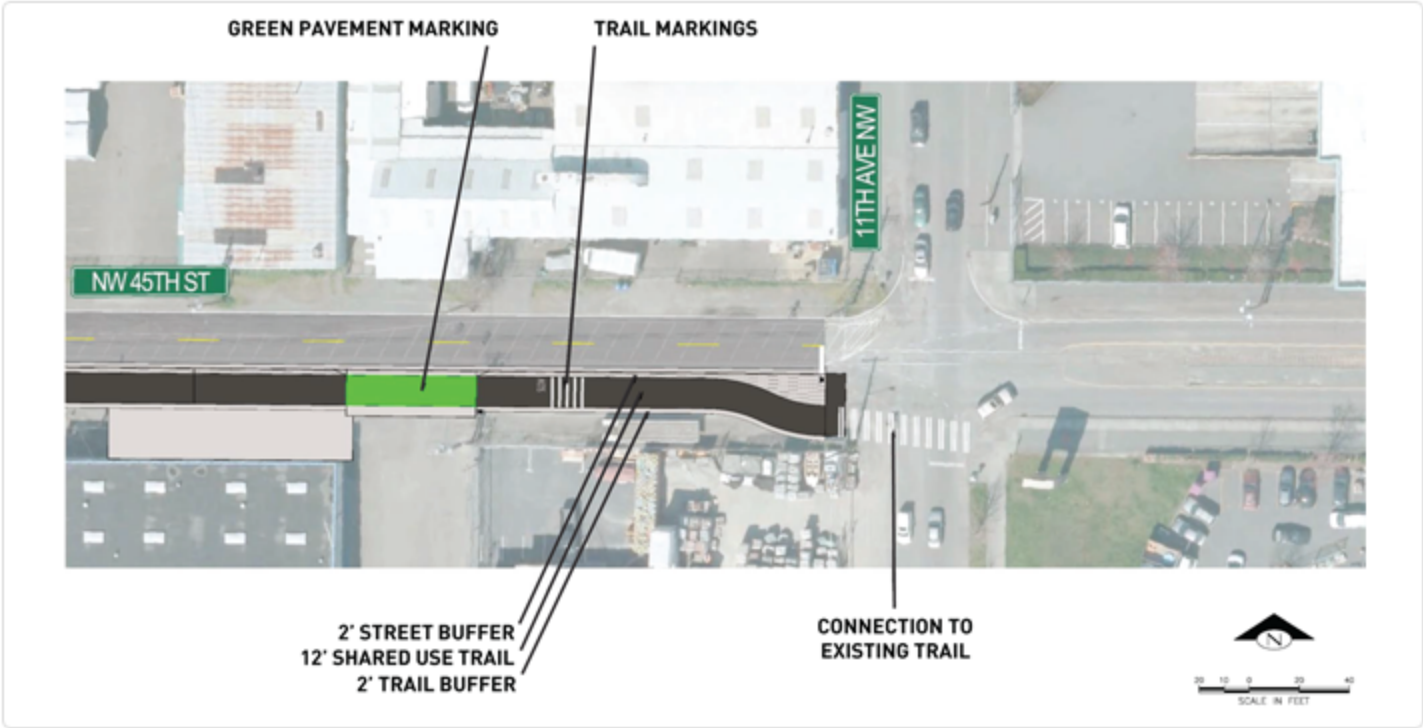 GREEN PAVEMENT MARKING
TRAIL MARKINGS
11TH AVE NW
NW 45TH ST
2' STREET BUFFER
12' SHARED USE TRAIL
2' TRAIL BUFFER
CONNECTION TO
EXISTING TRAIL
N
20 10 0 20 40
SCALE IN FEET